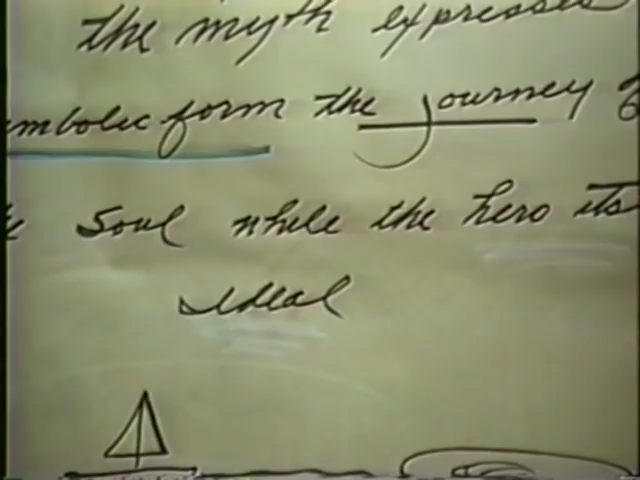 the myth expresses
mbolic form the journey
Soul while the hero its
ideal